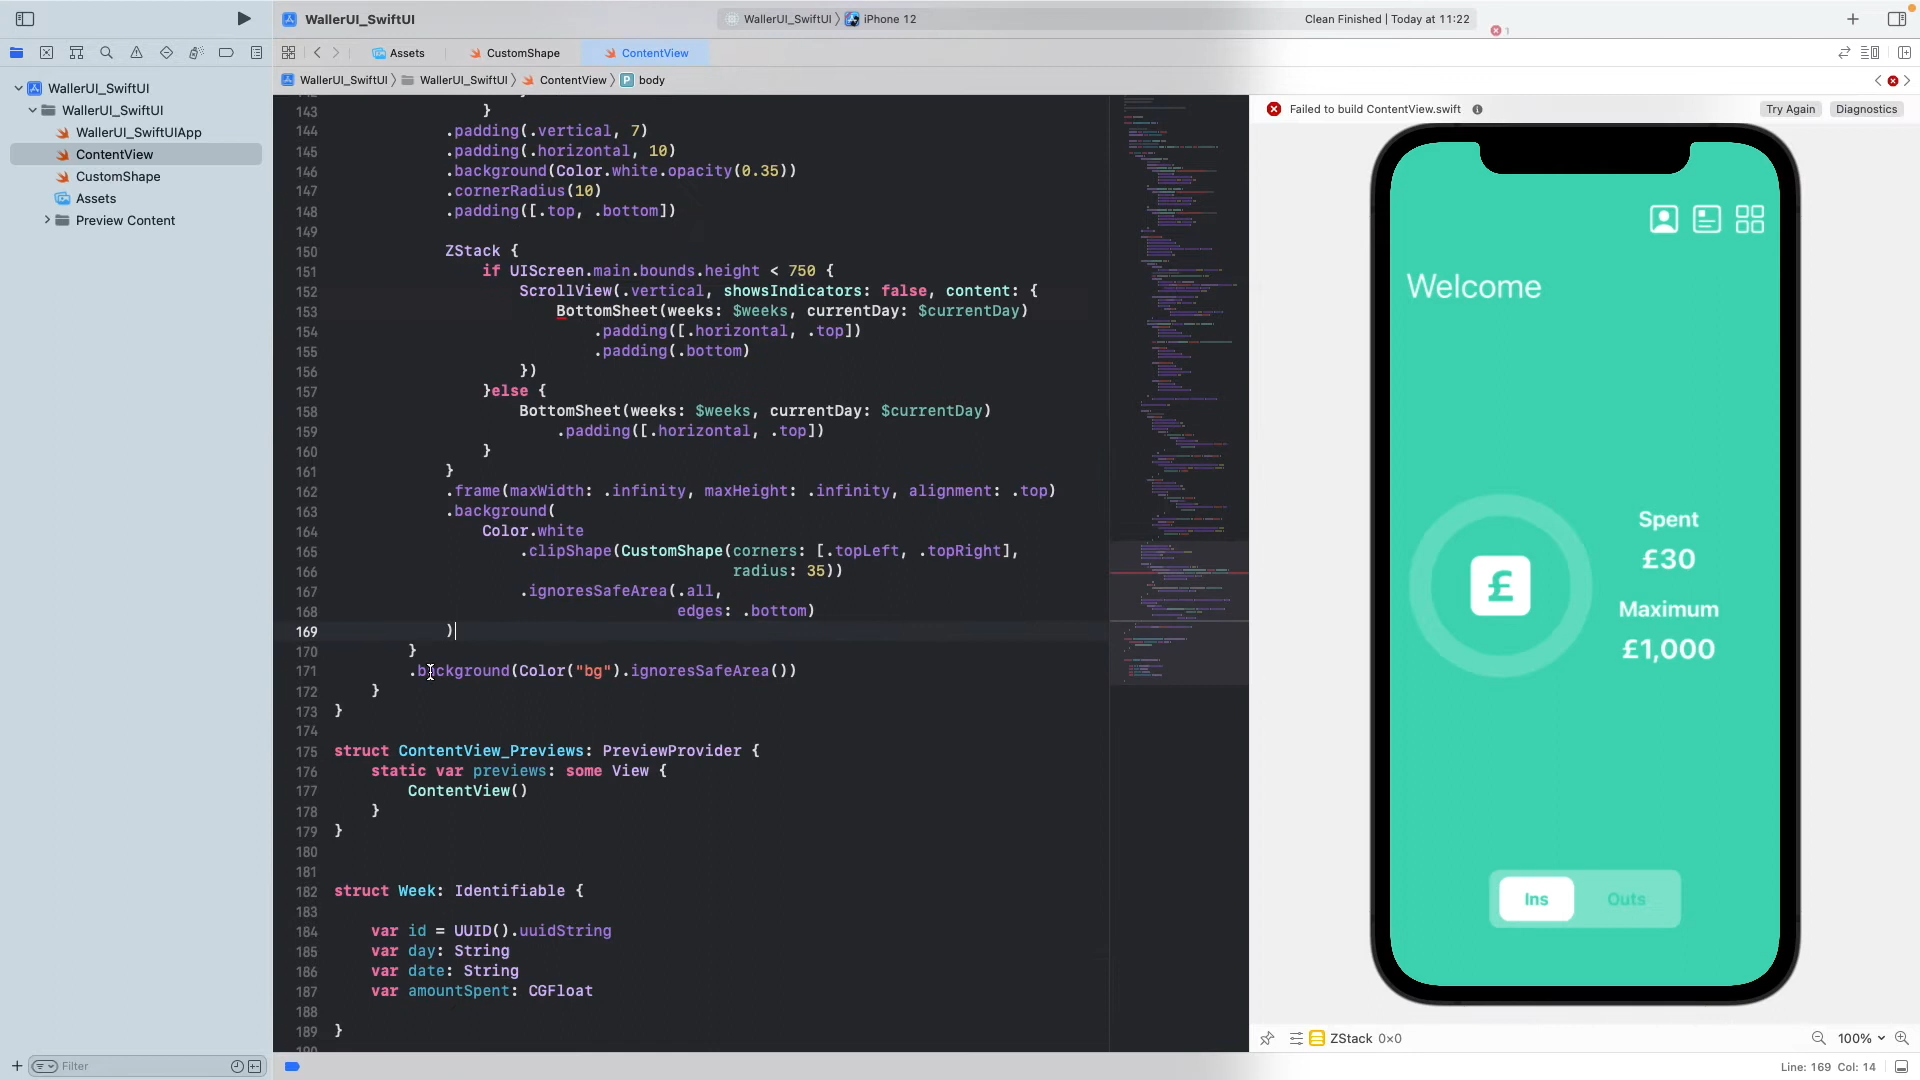 WallerUI_SwiftUI
WallerUI_SwiftUI
iPhone 12
Clean Finished | Today at 11:22
1
Assets
CustomShape
ContentView
WallerUI_SwiftUI
WallerUI_SwiftUI
ContentView
body
WallerUI_SwiftUI
WallerUI_SwiftUI
WallerUI_SwiftUIApp
ContentView
CustomShape
Assets
Preview Content
143 }
144 .padding(.vertical, 7)
145 .padding(.horizontal, 10)
146 .background(Color.white.opacity(0.35))
147 .cornerRadius(10)
148 .padding([.top, .bottom])
149
150 ZStack {
151 if UIScreen.main.bounds.height < 750 {
152 ScrollView(.vertical, showsIndicators: false, content: {
153 BottomSheet(weeks: $weeks, currentDay: $currentDay)
154 .padding([.horizontal, .top])
155 .padding(.bottom)
156 })
157 }else {
158 BottomSheet(weeks: $weeks, currentDay: $currentDay)
159 .padding([.horizontal, .top])
160 }
161 }
162 .frame(maxWidth: .infinity, maxHeight: .infinity, alignment: .top)
163 .background(
164 Color.white
165 .clipShape(CustomShape(corners: [.topLeft, .topRight],
166 radius: 35))
167 .ignoresSafeArea(.all,
168 edges: .bottom)
169 )
170 }
171 .background(Color("bg").ignoresSafeArea())
172 }
173 }
174
175 struct ContentView_Previews: PreviewProvider {
176 static var previews: some View {
177 ContentView()
178 }
179 }
180
181
182 struct Week: Identifiable {
183
184 var id = UUID().uuidString
185 var day: String
186 var date: String
187 var amountSpent: CGFloat
188
189 }
Failed to build ContentView.swift
Try Again
Diagnostics
Welcome
£
Spent
£30
Maximum
£1,000
Ins
Outs
ZStack 0×0
100%
Filter
Line: 169 Col: 14